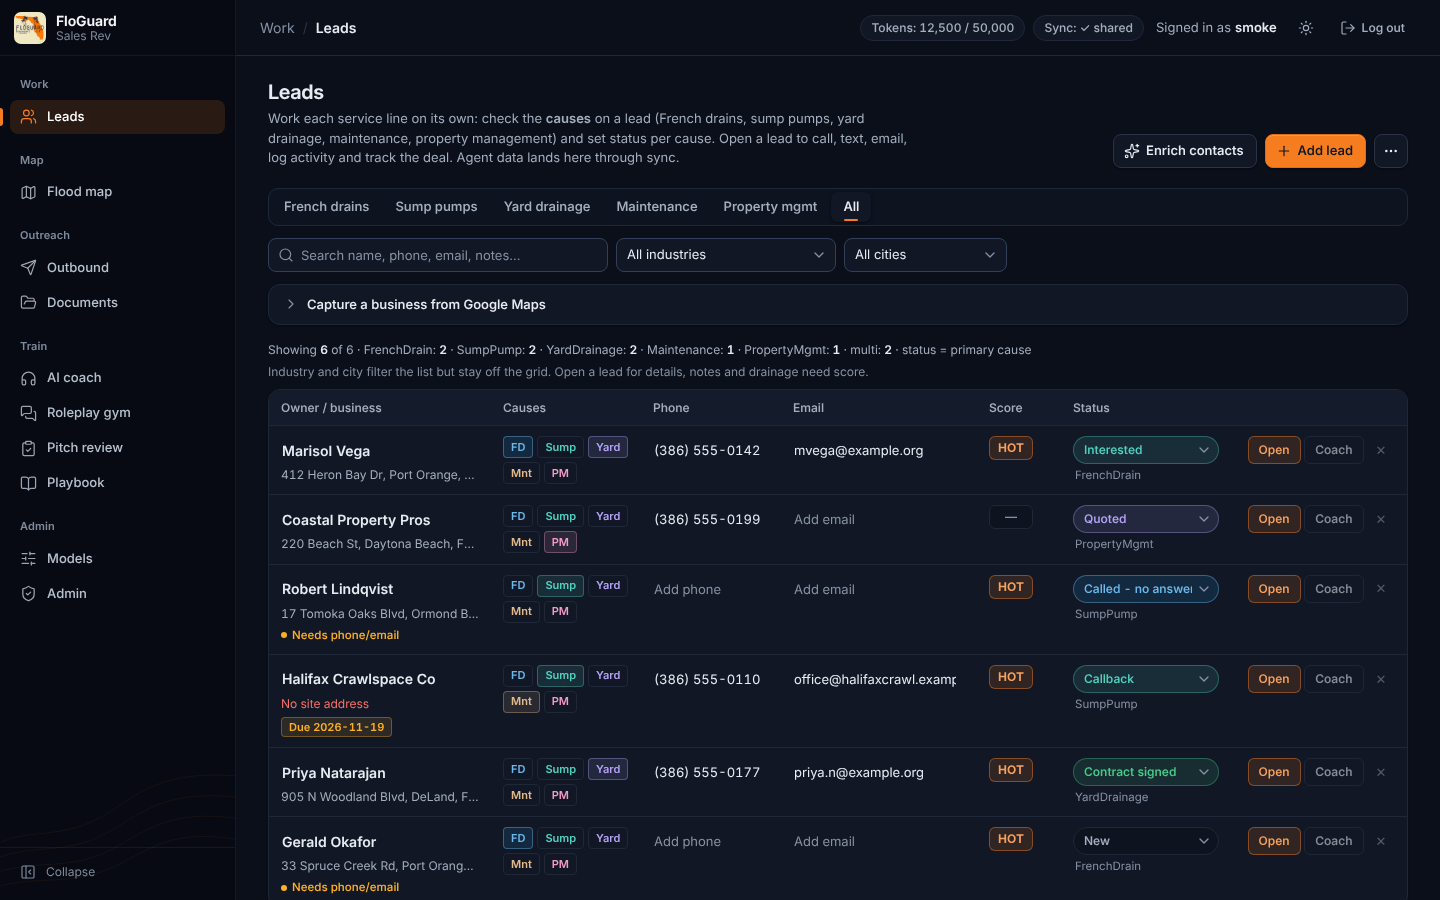 FloGuard
Sales Rev
Work / Leads
Tokens: 12,500 / 50,000
Sync: ✓ shared
Signed in as smoke
Log out
Work
Leads
Map
Flood map
Outreach
Outbound
Documents
Train
AI coach
Roleplay gym
Pitch review
Playbook
Admin
Models
Admin
Collapse
Leads
Work each service line on its own: check the causes on a lead (French drains, sump pumps, yard
drainage, maintenance, property management) and set status per cause. Open a lead to call, text, email,
log activity and track the deal. Agent data lands here through sync.
Enrich contacts
+ Add lead
...
French drains Sump pumps Yard drainage Maintenance Property mgmt All
Search name, phone, email, notes...
All industries
All cities
Capture a business from Google Maps
Showing 6 of 6 · FrenchDrain: 2 · SumpPump: 2 · YardDrainage: 2 · Maintenance: 1 · PropertyMgmt: 1 · multi: 2 · status = primary cause
Industry and city filter the list but stay off the grid. Open a lead for details, notes and drainage need score.
Owner / business Causes Phone Email Score Status
Marisol Vega FD Sump Yard (386) 555-0142 mvega@example.org HOT Interested Open Coach ×
412 Heron Bay Dr, Port Orange, ... Mnt PM FrenchDrain
Coastal Property Pros FD Sump Yard (386) 555-0199 Add email — Quoted Open Coach ×
220 Beach St, Daytona Beach, F... Mnt PM PropertyMgmt
Robert Lindqvist FD Sump Yard Add phone Add email HOT Called - no answer Open Coach ×
17 Tomoka Oaks Blvd, Ormond B... Mnt PM SumpPump
Needs phone/email
Halifax Crawlspace Co FD Sump Yard (386) 555-0110 office@halifaxcrawl.examp HOT Callback Open Coach ×
No site address Mnt PM SumpPump
Due 2026-11-19
Priya Natarajan FD Sump Yard (386) 555-0177 priya.n@example.org HOT Contract signed Open Coach ×
905 N Woodland Blvd, DeLand, F... Mnt PM YardDrainage
Gerald Okafor FD Sump Yard Add phone Add email HOT New Open Coach ×
33 Spruce Creek Rd, Port Orang... Mnt PM FrenchDrain
Needs phone/email